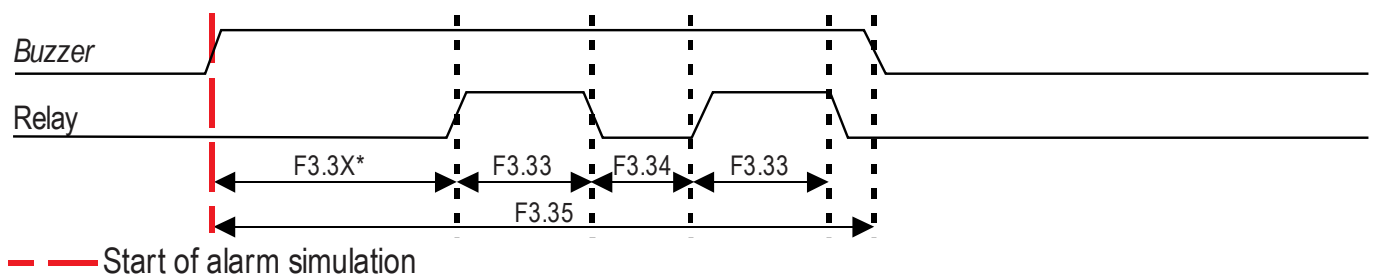 Buzzer
Relay
F3.3X* F3.33 F3.34 F3.33
F3.35
Start of alarm simulation